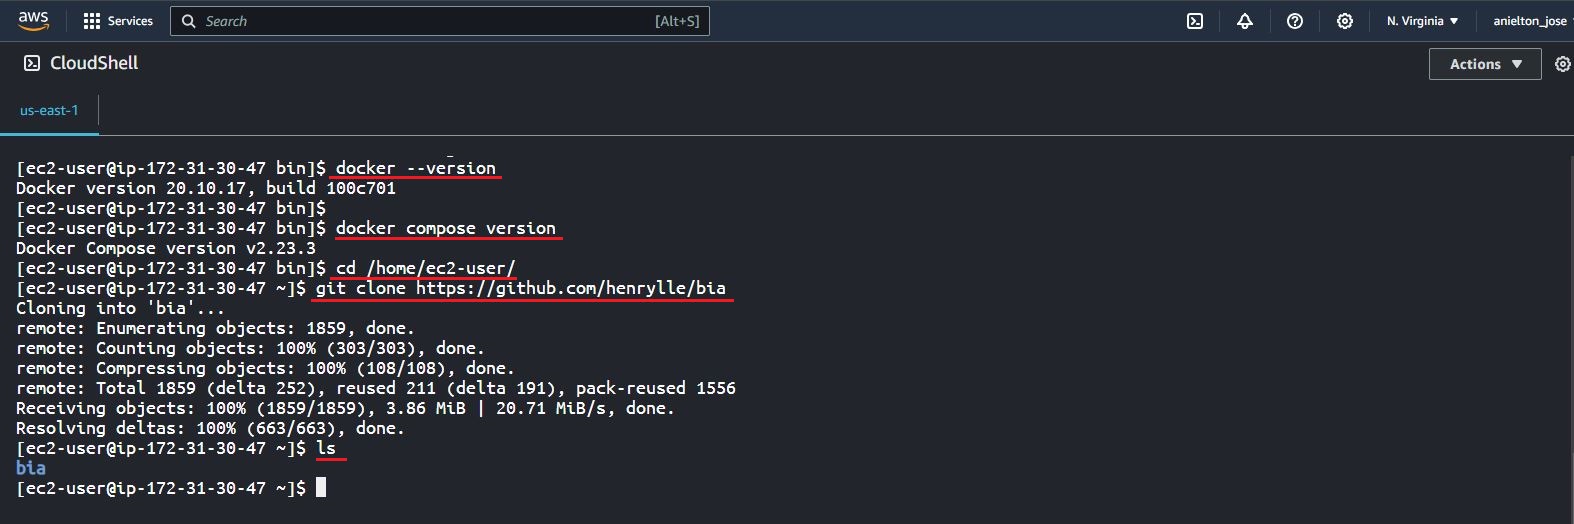 aws
Services
Search
[Alt+S]
N. Virginia
anielton_jose
CloudShell
Actions
us-east-1
[ec2-user@ip-172-31-30-47 bin]$ docker --version
Docker version 20.10.17, build 100c701
[ec2-user@ip-172-31-30-47 bin]$
[ec2-user@ip-172-31-30-47 bin]$ docker compose version
Docker Compose version v2.23.3
[ec2-user@ip-172-31-30-47 bin]$ cd /home/ec2-user/
[ec2-user@ip-172-31-30-47 ~]$ git clone https://github.com/henrylle/bia
Cloning into 'bia'...
remote: Enumerating objects: 1859, done.
remote: Counting objects: 100% (303/303), done.
remote: Compressing objects: 100% (108/108), done.
remote: Total 1859 (delta 252), reused 211 (delta 191), pack-reused 1556
Receiving objects: 100% (1859/1859), 3.86 MiB | 20.71 MiB/s, done.
Resolving deltas: 100% (663/663), done.
[ec2-user@ip-172-31-30-47 ~]$ ls
bia
[ec2-user@ip-172-31-30-47 ~]$